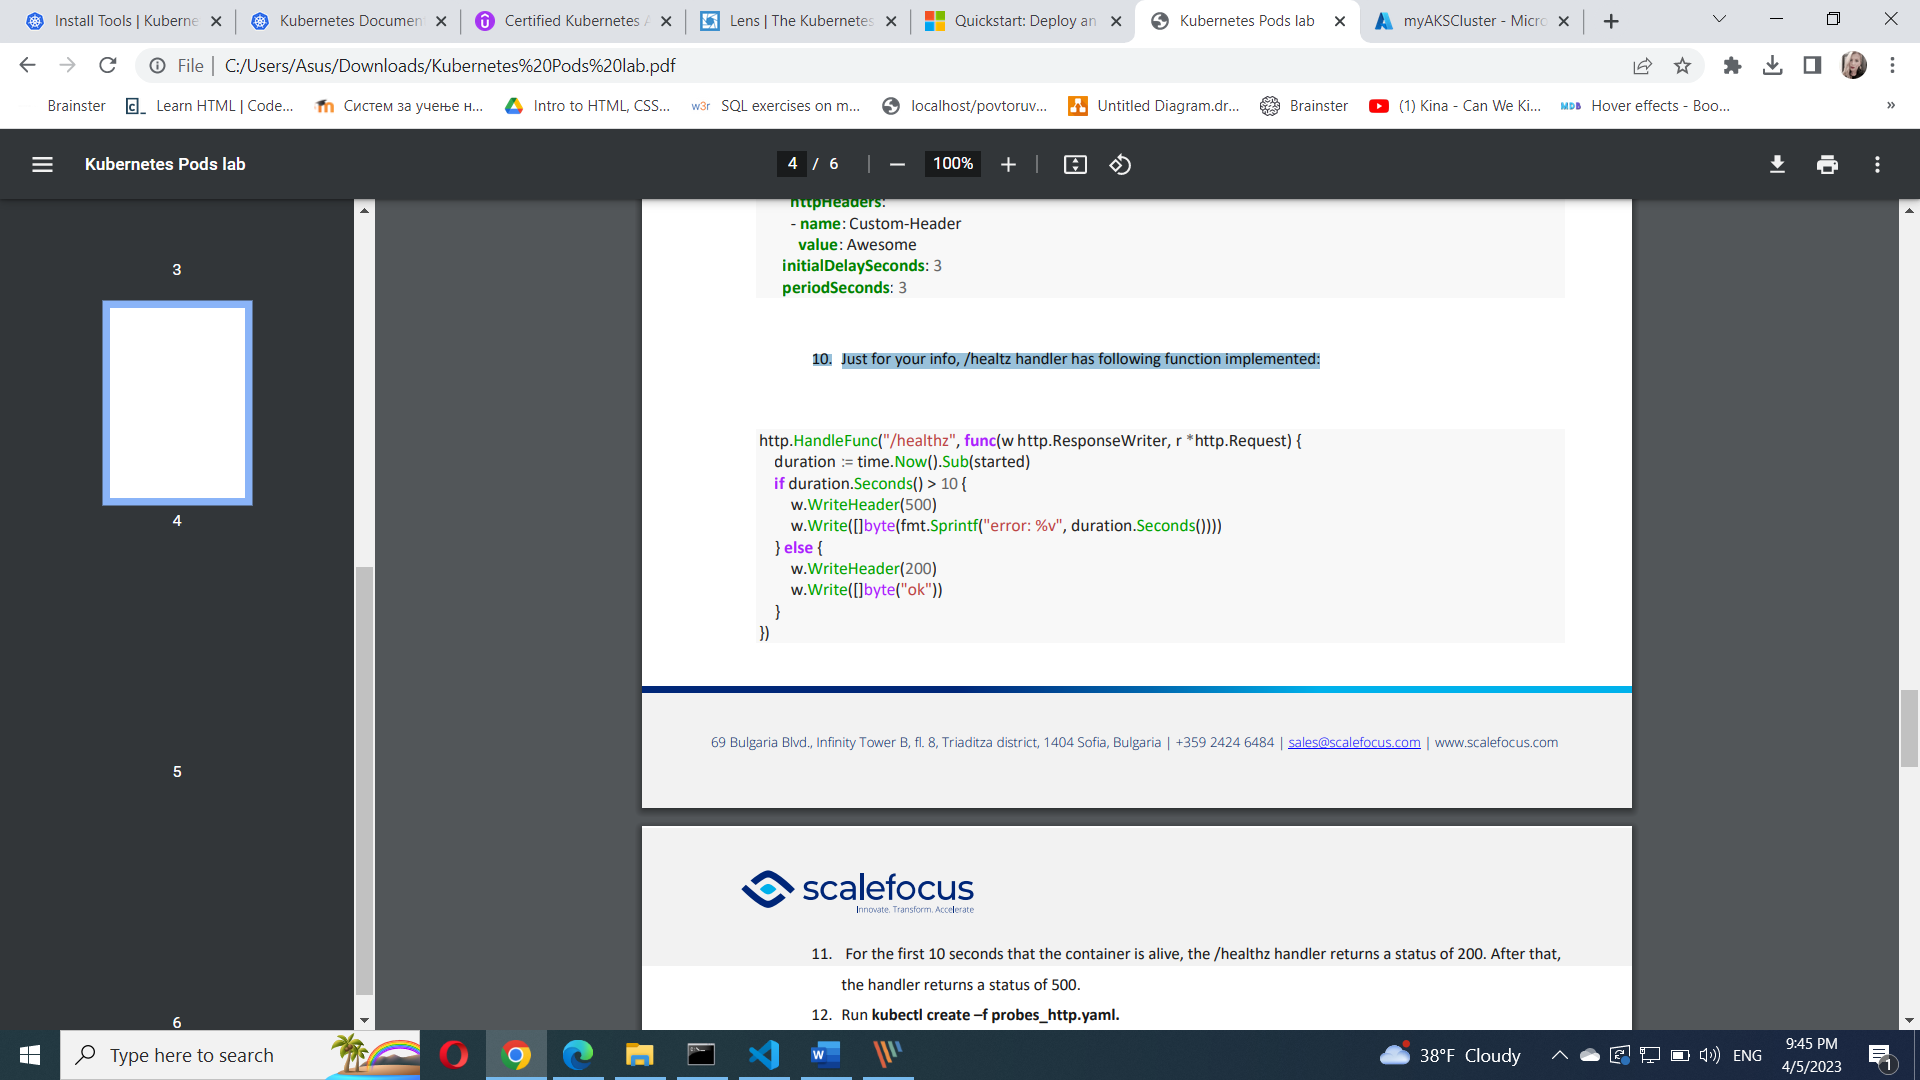 Install Tools | Kuberne
Kubernetes Documen
Certified Kubernetes A
Lens | The Kubernetes
Quickstart: Deploy an
Kubernetes Pods lab
myAKSCluster - Micro
File
C:/Users/Asus/Downloads/Kubernetes%20Pods%20lab.pdf
Brainster
Learn HTML | Code...
Систем за учење н...
Intro to HTML, CSS...
w3r SQL exercises on m...
localhost/povtoruv...
Untitled Diagram.dr...
Brainster
(1) Kina - Can We Ki...
MDB Hover effects - Boo...
»
Kubernetes Pods lab
4 / 6
100%
3
4
5
6
httpHeaders:
- name: Custom-Header
value: Awesome
initialDelaySeconds: 3
periodSeconds: 3
10. Just for your info, /healtz handler has following function implemented:
http.HandleFunc("/healthz", func(w http.ResponseWriter, r *http.Request) {
duration := time.Now().Sub(started)
if duration.Seconds() > 10 {
w.WriteHeader(500)
w.Write([]byte(fmt.Sprintf("error: %v", duration.Seconds())))
} else {
w.WriteHeader(200)
w.Write([]byte("ok"))
}
})
69 Bulgaria Blvd., Infinity Tower B, fl. 8, Triaditza district, 1404 Sofia, Bulgaria | +359 2424 6484 | sales@scalefocus.com | www.scalefocus.com
scalefocus
Innovate. Transform. Accelerate
11. For the first 10 seconds that the container is alive, the /healthz handler returns a status of 200. After that,
the handler returns a status of 500.
12. Run kubectl create –f probes_http.yaml.
Type here to search
38°F Cloudy
ENG
9:45 PM
4/5/2023
1